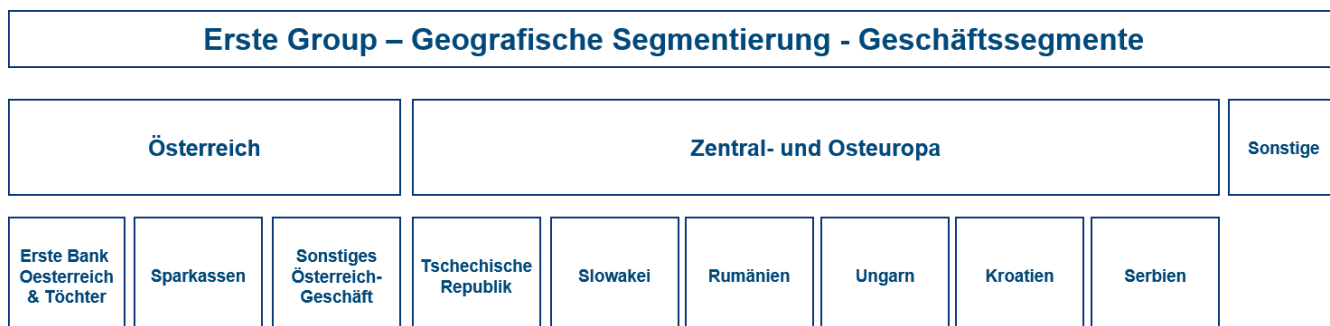 Erste Group – Geografische Segmentierung - Geschäftssegmente
Österreich
Zentral- und Osteuropa
Sonstige
Erste Bank
Oesterreich
& Töchter
Sparkassen
Sonstiges
Österreich-
Geschäft
Tschechische
Republik
Slowakei
Rumänien
Ungarn
Kroatien
Serbien